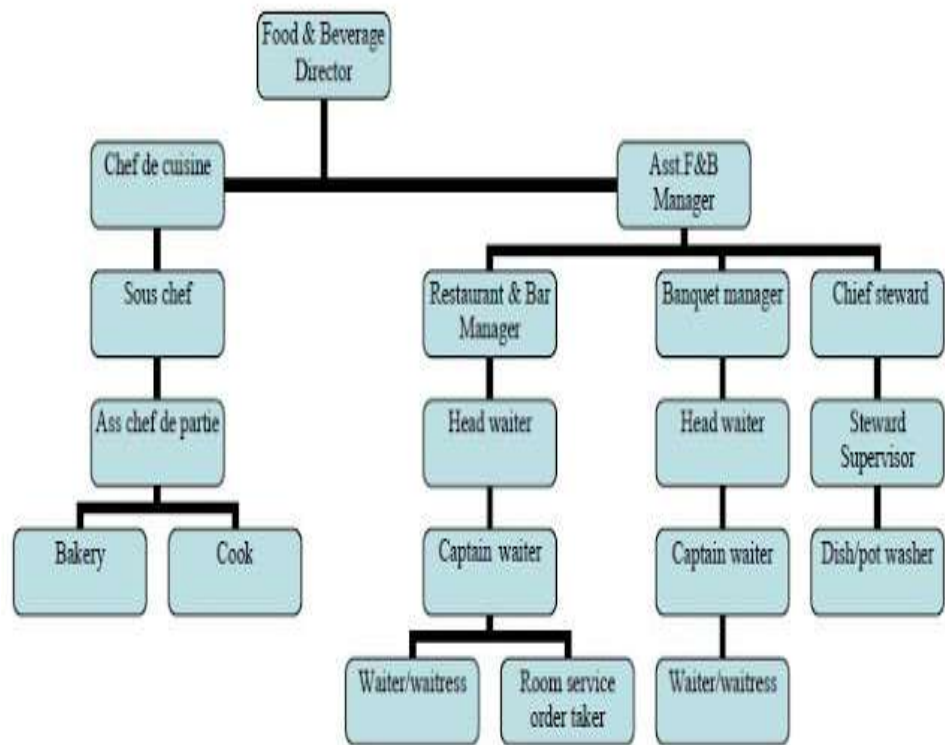 Food & Beverage
Director
Chef de cuisine
Asst.F&B
Manager
Sous chef
Restaurant & Bar
Manager
Banquet manager
Chief steward
Ass chef de partie
Head waiter
Head waiter
Steward
Supervisor
Bakery
Cook
Captain waiter
Captain waiter
Dish/pot washer
Waiter/waitress
Room service
order taker
Waiter/waitress